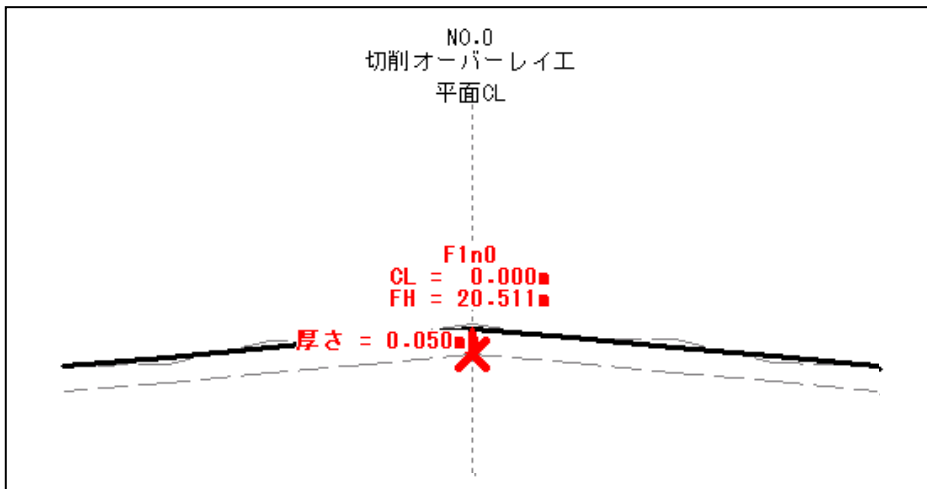 NO.0
切削オーバーレイ工
平面CL
F1n0
CL = 0.000m
FH = 20.511m
厚さ = 0.050m